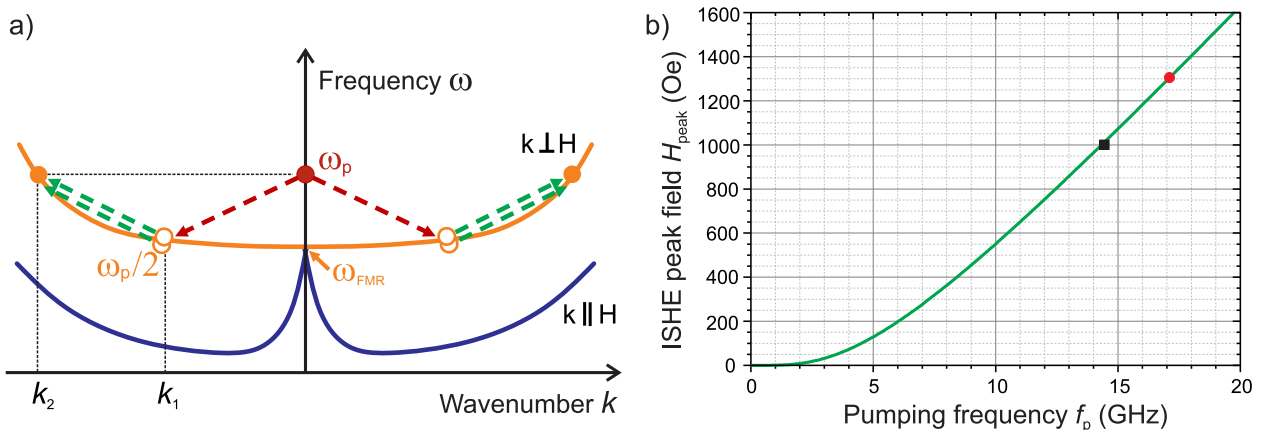 a)
Frequency ω
k⊥H
ωp
ωp/2
ωFMR
k∥H
k2
k1
Wavenumber k
b)
ISHE peak field Hpeak (Oe)
1600
1400
1200
1000
800
600
400
200
0
0 5 10 15 20
Pumping frequency fp (GHz)